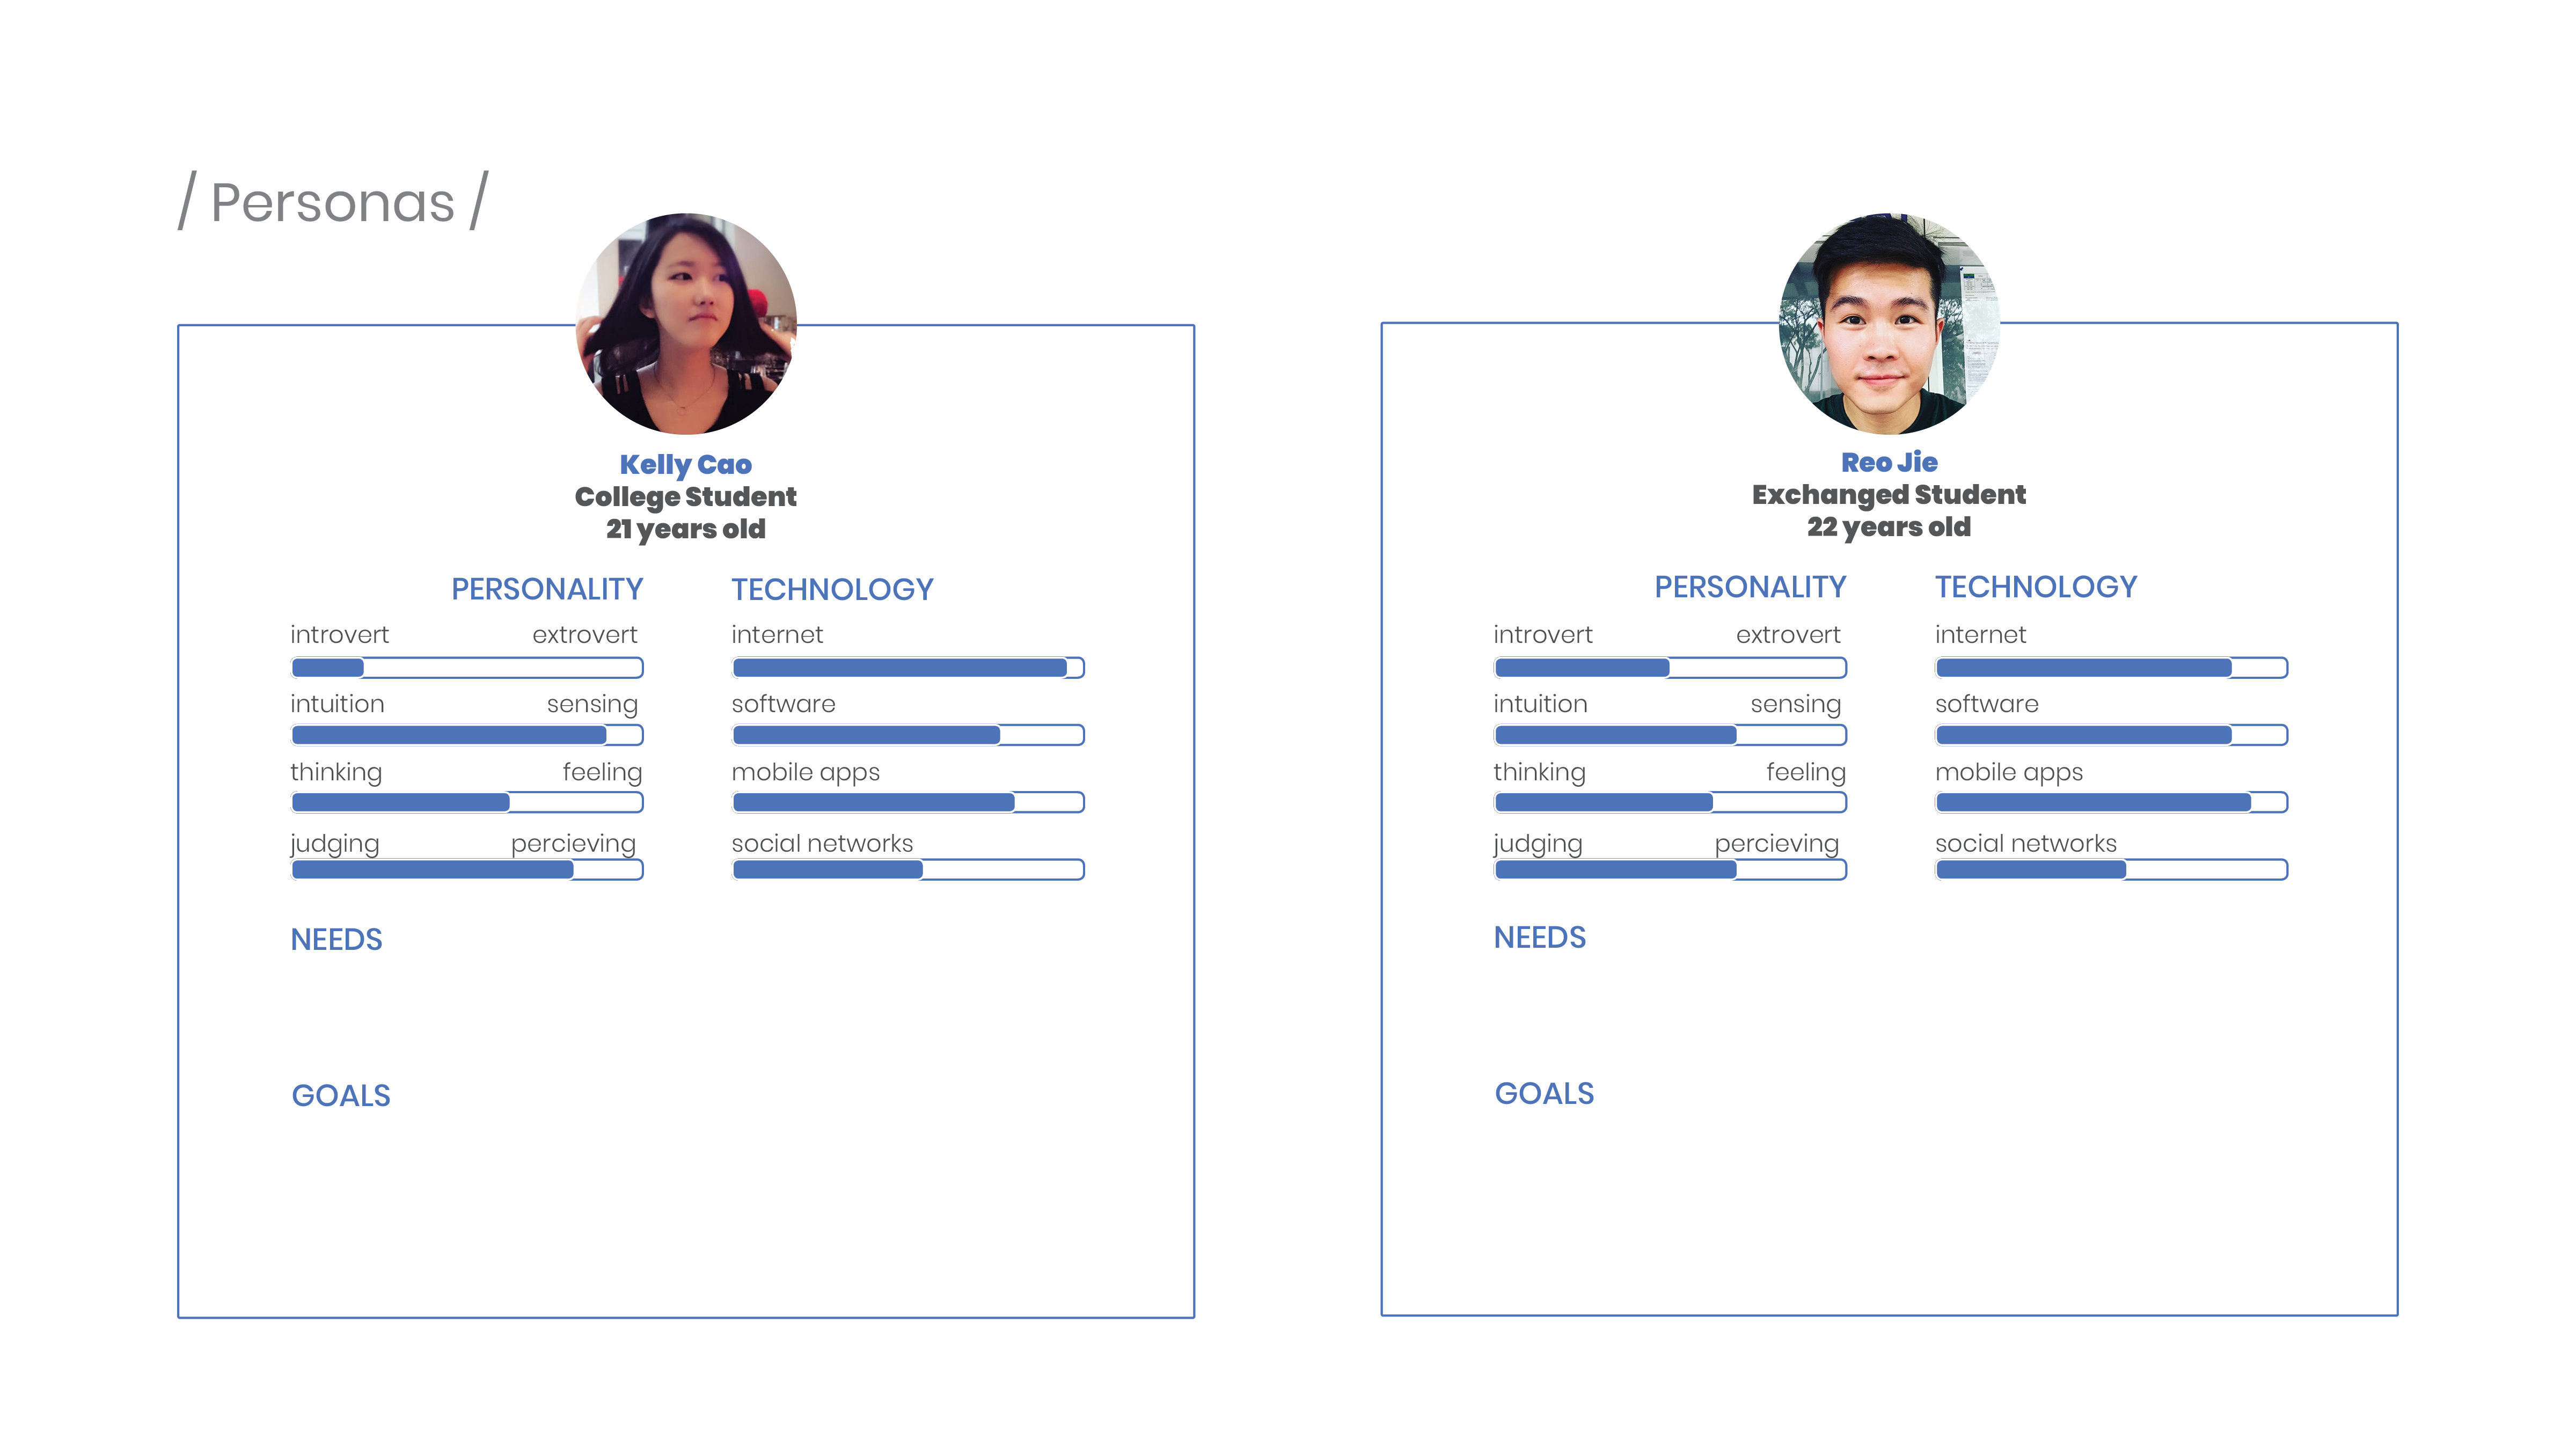 / Personas /
Kelly Cao
College Student
21 years old
PERSONALITY TECHNOLOGY
introvert extrovert internet
intuition sensing software
thinking feeling mobile apps
judging percieving social networks
NEEDS
GOALS
Reo Jie
Exchanged Student
22 years old
PERSONALITY TECHNOLOGY
introvert extrovert internet
intuition sensing software
thinking feeling mobile apps
judging percieving social networks
NEEDS
GOALS